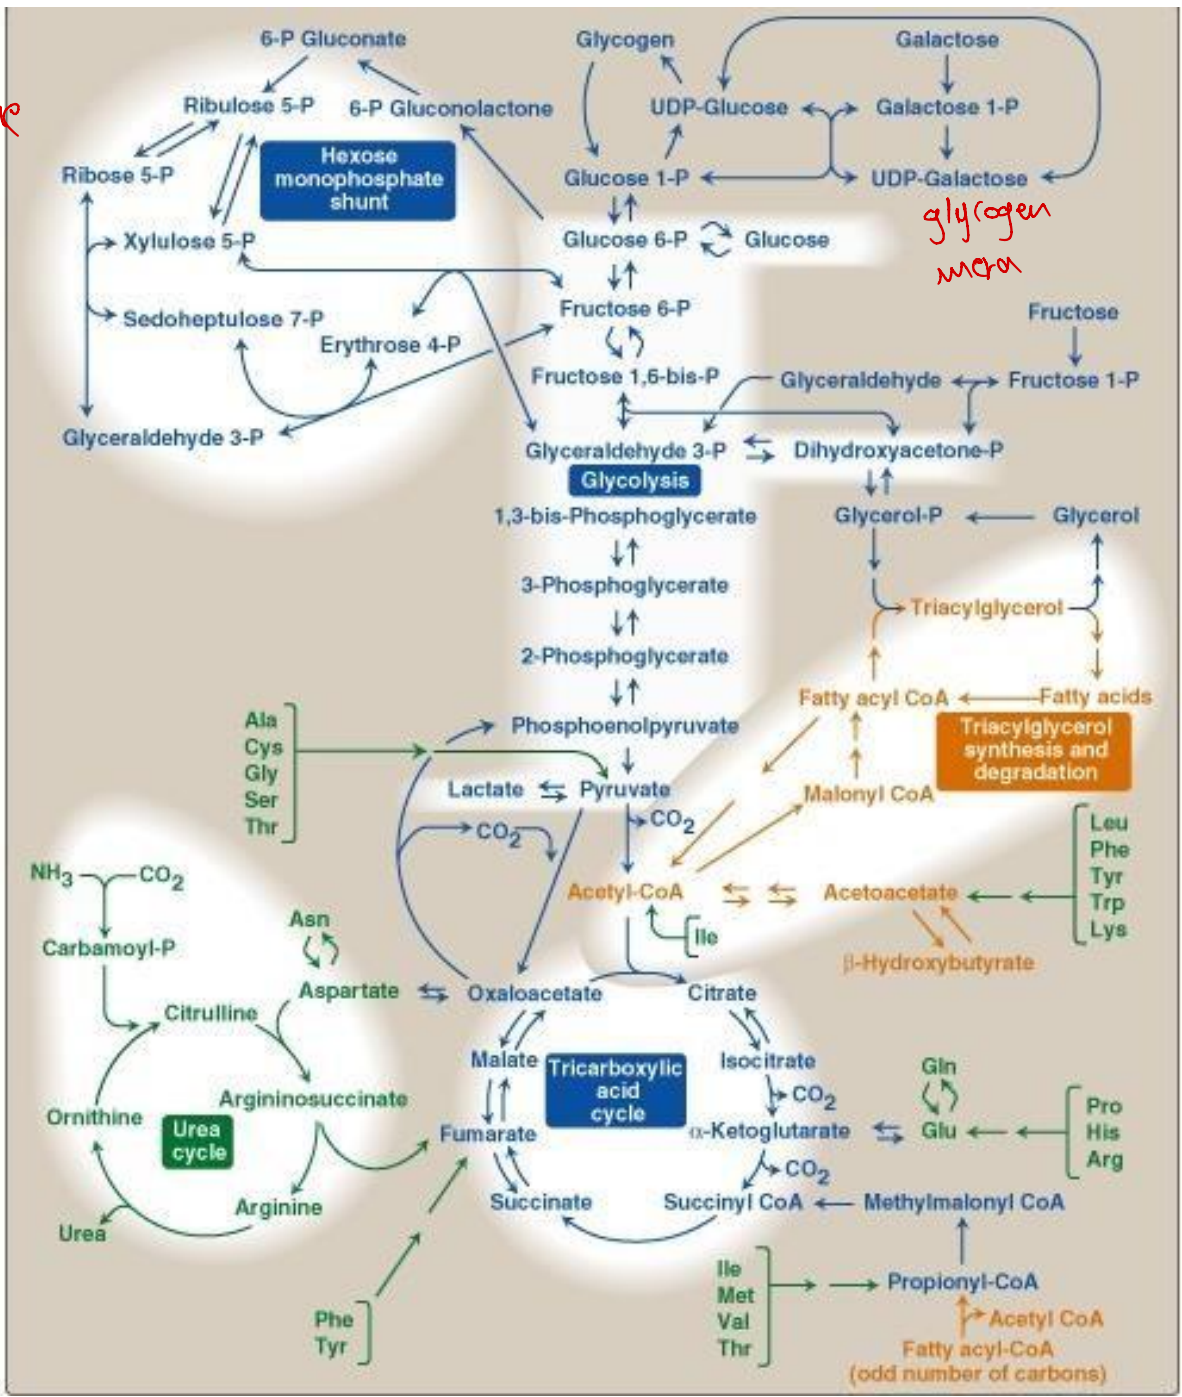 6-P Gluconate
Glycogen
Galactose
Ribulose 5-P
6-P Gluconolactone
UDP-Glucose
Galactose 1-P
Hexose
monophosphate
shunt
Ribose 5-P
Glucose 1-P
UDP-Galactose
glycogen
Xylulose 5-P
Glucose 6-P
Glucose
Fructose 6-P
Fructose
Sedoheptulose 7-P
Erythrose 4-P
Fructose 1,6-bis-P
Glyceraldehyde
Fructose 1-P
Glyceraldehyde 3-P
Glyceraldehyde 3-P
Dihydroxyacetone-P
Glycolysis
1,3-bis-Phosphoglycerate
Glycerol-P
Glycerol
3-Phosphoglycerate
Triacylglycerol
2-Phosphoglycerate
Fatty acyl CoA
Fatty acids
Ala
Cys
Gly
Ser
Thr
Phosphoenolpyruvate
Triacylglycerol
synthesis and
degradation
Lactate
Pyruvate
Malonyl CoA
CO2
CO2
Leu
Phe
Tyr
Trp
Lys
NH3
CO2
Acetyl-CoA
Acetoacetate
Asn
Ile
Carbamoyl-P
β-Hydroxybutyrate
Aspartate
Oxaloacetate
Citrate
Citrulline
Malate
Tricarboxylic
acid
cycle
Isocitrate
CO2
Gln
Argininosuccinate
Ornithine
Urea
cycle
Fumarate
α-Ketoglutarate
Glu
Pro
His
Arg
CO2
Arginine
Succinate
Succinyl CoA
Methylmalonyl CoA
Urea
Ile
Met
Val
Thr
Propionyl-CoA
Phe
Tyr
Acetyl CoA
Fatty acyl-CoA
(odd number of carbons)